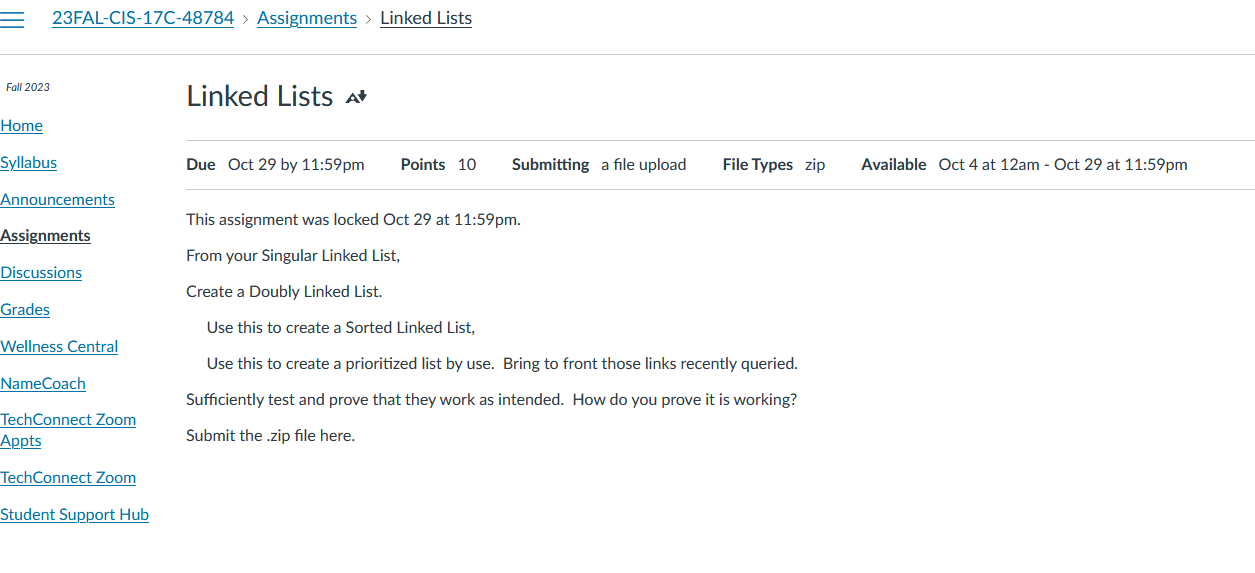 23FAL-CIS-17C-48784 > Assignments > Linked Lists
Fall 2023
Home
Syllabus
Announcements
Assignments
Discussions
Grades
Wellness Central
NameCoach
TechConnect Zoom
Appts
TechConnect Zoom
Student Support Hub
Linked Lists
Due Oct 29 by 11:59pm Points 10 Submitting a file upload File Types zip Available Oct 4 at 12am - Oct 29 at 11:59pm
This assignment was locked Oct 29 at 11:59pm.
From your Singular Linked List,
Create a Doubly Linked List.
Use this to create a Sorted Linked List,
Use this to create a prioritized list by use.  Bring to front those links recently queried.
Sufficiently test and prove that they work as intended.  How do you prove it is working?
Submit the .zip file here.